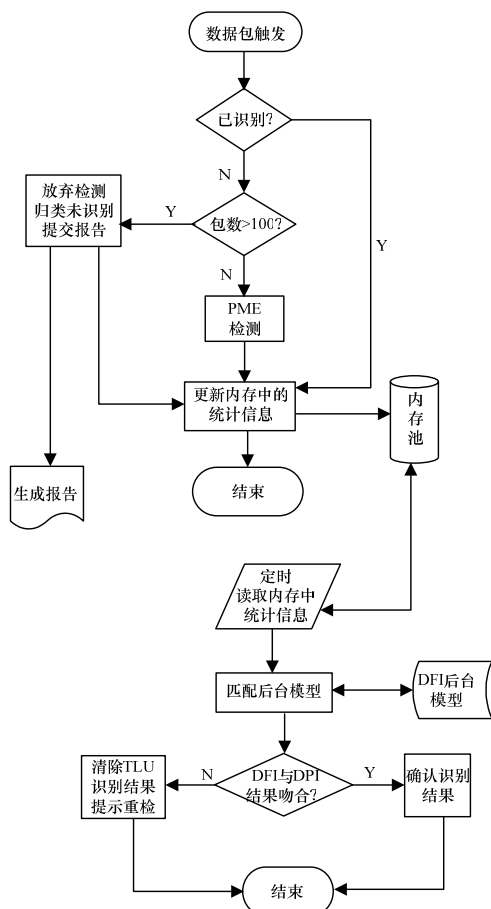 数据包触发
已识别？
N
放弃检测
归类未识别
提交报告
Y
包数>100？
Y
N
PME
检测
更新内存中的
统计信息
内
存
池
生成报告
结束
定时
读取内存中
统计信息
匹配后台模型
DFI后台
模型
清除TLU
识别结果
提示重检
N
DFI与DPI
结果吻合？
Y
确认识别
结果
结束